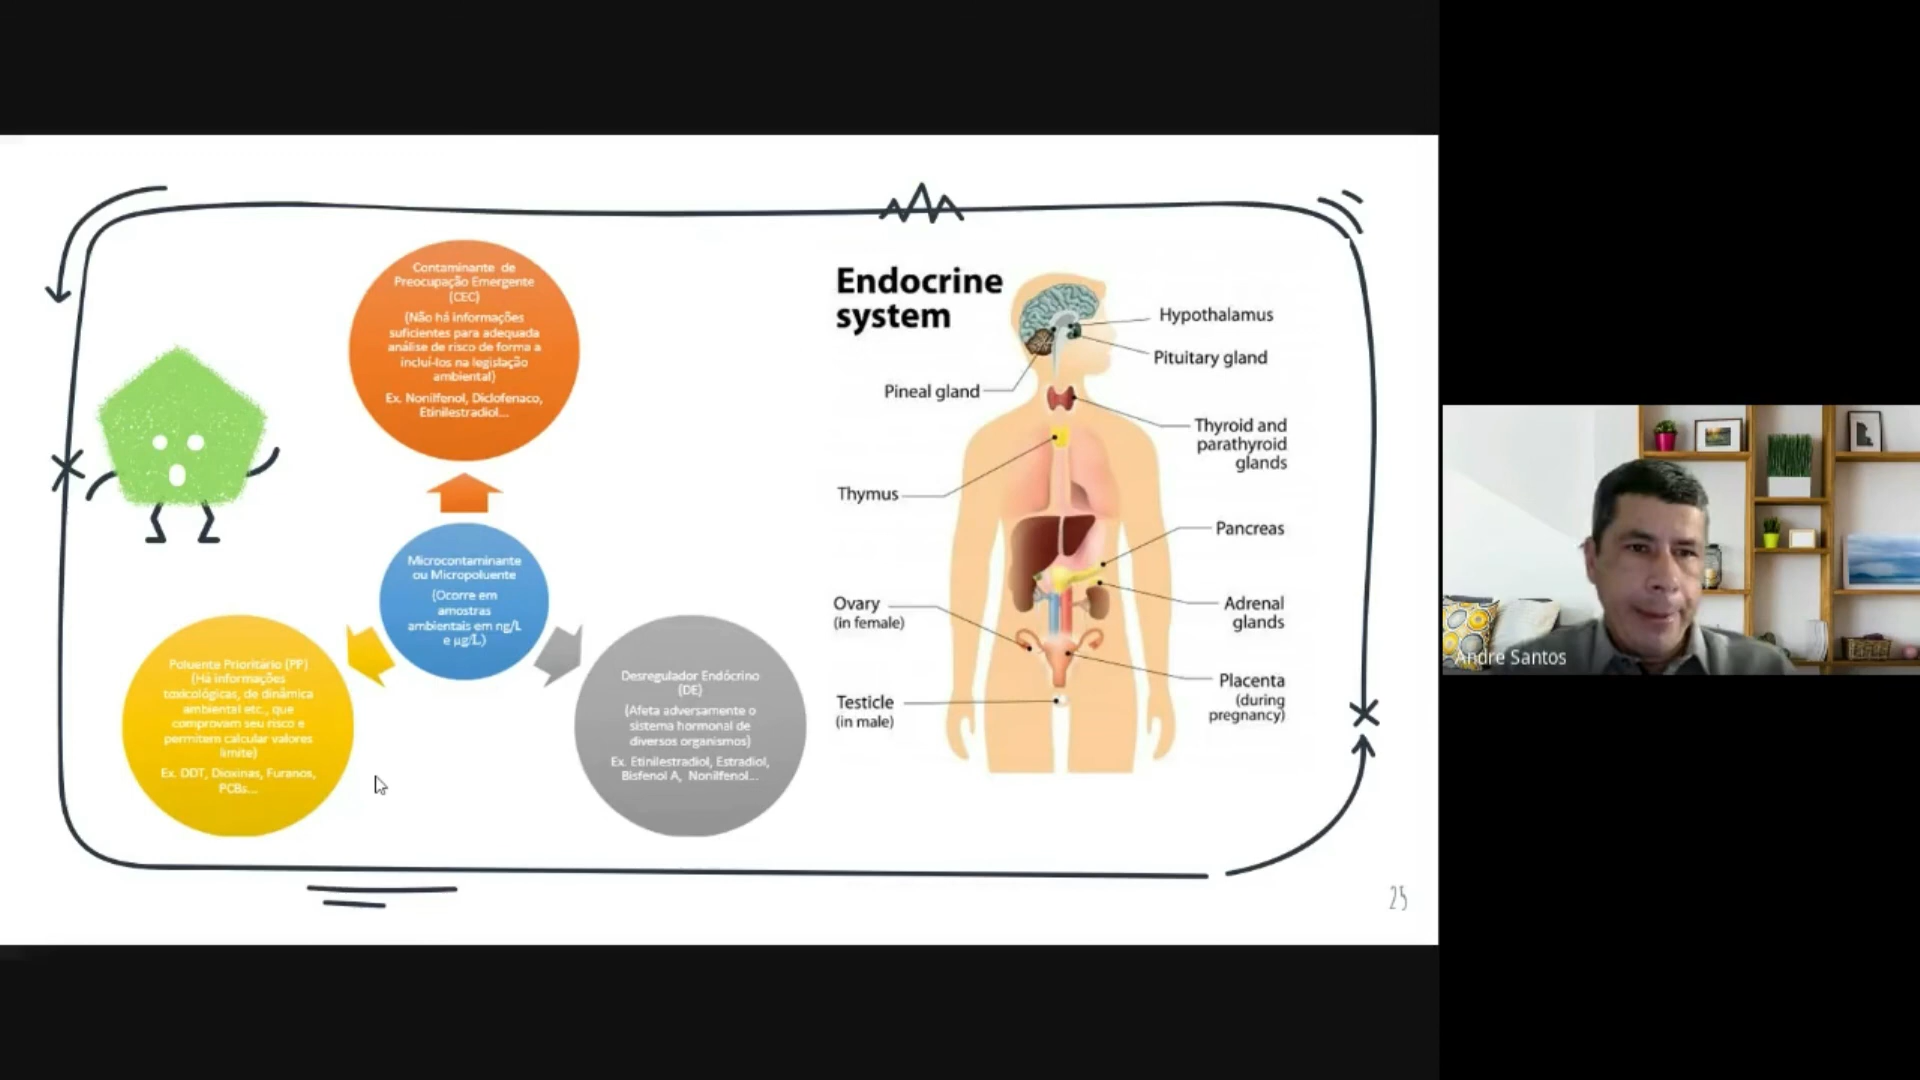 Contaminante de
Preocupação Emergente
(CEC)
(Não há informações
suficientes para adequada
análise de risco de forma a
incluí-los na legislação
ambiental)
Ex. Nonilfenol, Diclofenaco,
Etinilestradiol...
Microcontaminante
ou Micropoluente
(Ocorre em
amostras
ambientais em ng/L
e µg/L)
Poluente Prioritário (PP)
(Há informações
toxicológicas, de dinâmica
ambiental etc., que
comprovam seu risco e
permitem calcular valores
limite)
Ex. DDT, Dioxinas, Furanos,
PCBs...
Desregulador Endócrino
(DE)
(Afeta adversamente o
sistema hormonal de
diversos organismos)
Ex. Etinilestradiol, Estradiol,
Bisfenol A, Nonilfenol...
Endocrine
system
Hypothalamus
Pituitary gland
Pineal gland
Thyroid and
parathyroid
glands
Thymus
Pancreas
Ovary
(in female)
Adrenal
glands
Placenta
(during
pregnancy)
Testicle
(in male)
25
Andre Santos